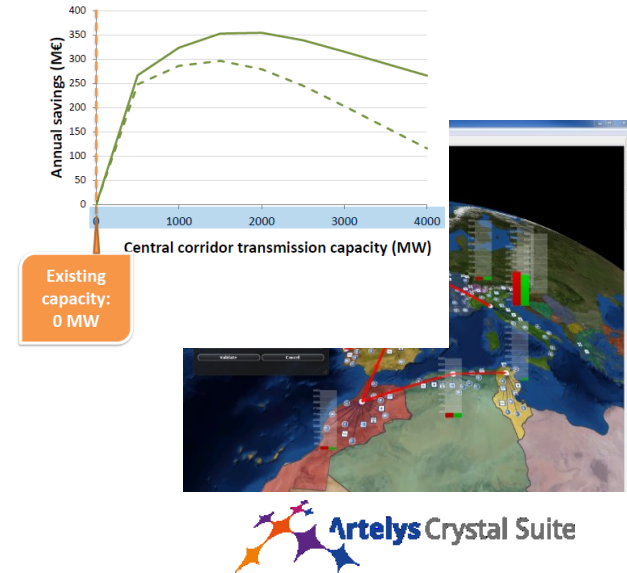 400
350
300
250
200
150
100
50
0
Annual savings (M€)
0 1000 2000 3000 4000
Central corridor transmission capacity (MW)
Existing
capacity:
0 MW
Validate Cancel
Artelys Crystal Suite